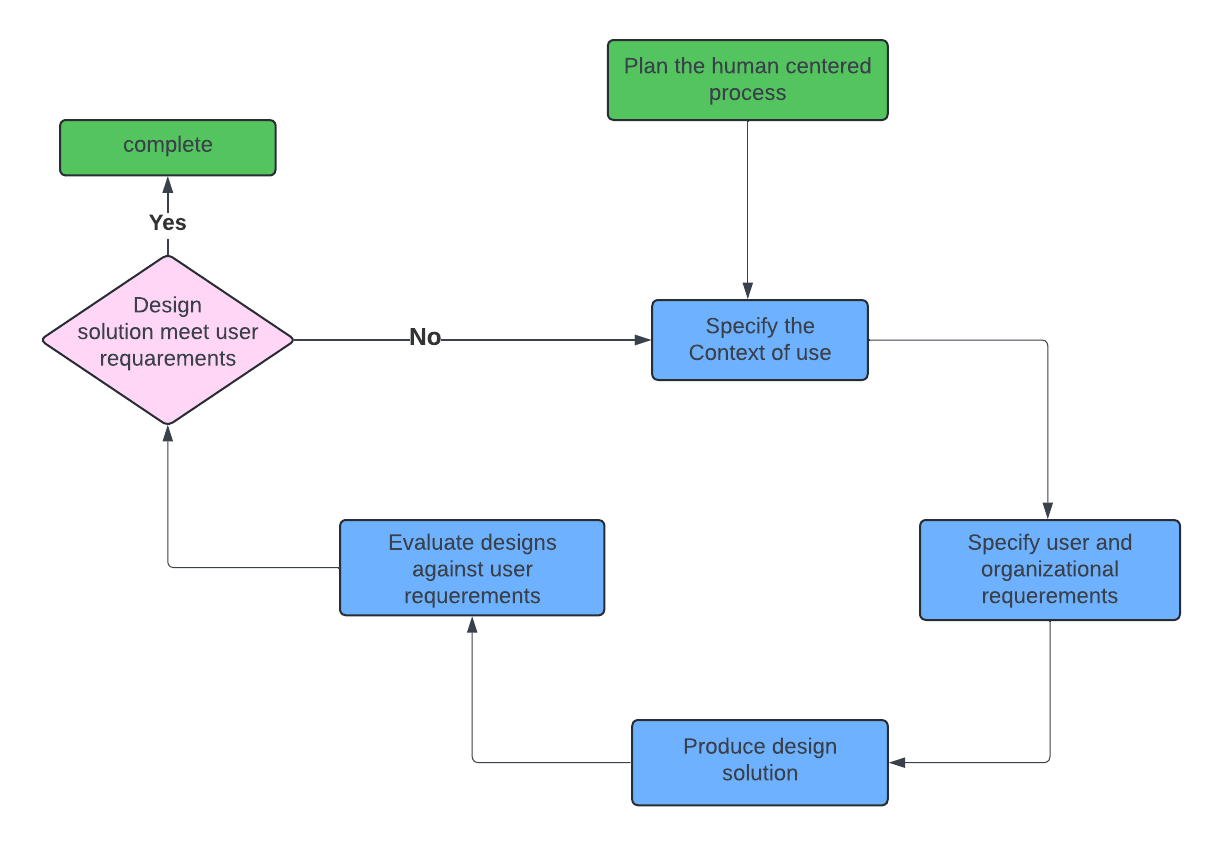 Plan the human centered
process
complete
Yes
Design
solution meet user
requarements
No
Specify the
Context of use
Specify user and
organizational
requerements
Produce design
solution
Evaluate designs
against user
requerements